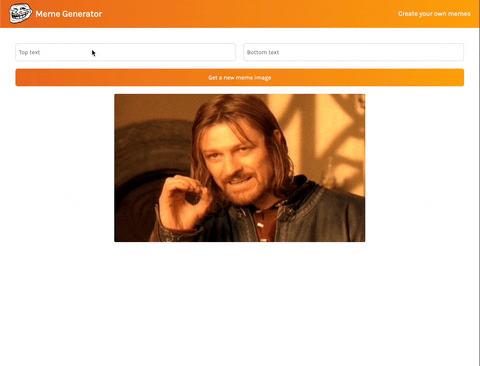 Meme Generator
Create your own memes
Top text
Bottom text
Get a new meme image